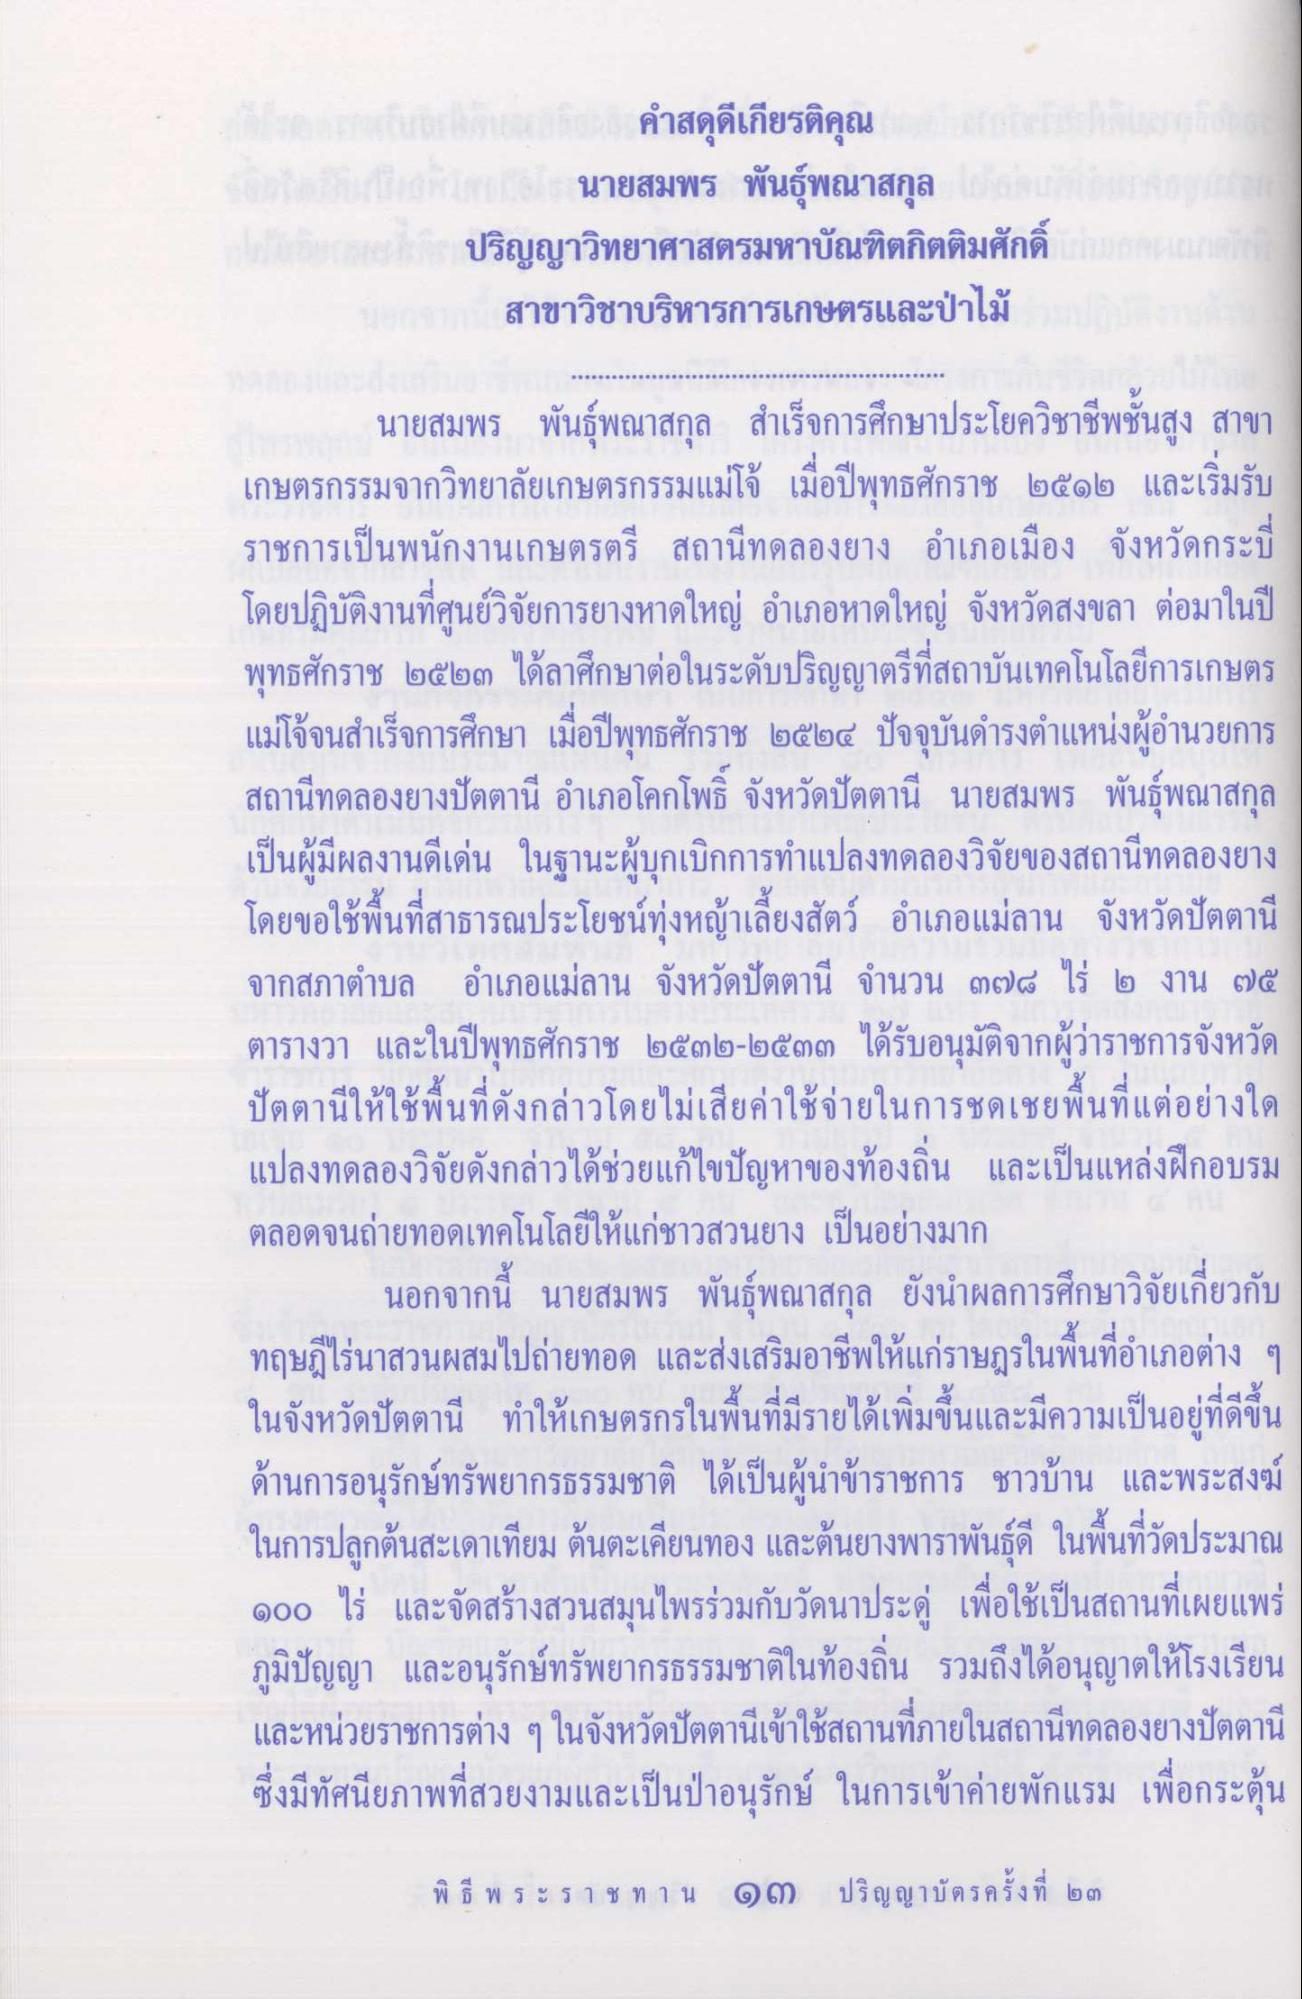 คำสดุดีเกียรติคุณ
นายสมพร พันธุ์พณาสกุล
ปริญญาวิทยาศาสตรมหาบัณฑิตกิตติมศักดิ์
สาขาวิชาบริหารการเกษตรและป่าไม้
นายสมพร พันธุ์พณาสกุล สำเร็จการศึกษาประโยควิชาชีพชั้นสูง สาขา
เกษตรกรรมจากวิทยาลัยเกษตรกรรมแม่โจ้ เมื่อปีพุทธศักราช ๒๕๑๒ และเริ่มรับ
ราชการเป็นพนักงานเกษตรตรี สถานีทดลองยาง อำเภอเมือง จังหวัดกระบี่
โดยปฏิบัติงานที่ศูนย์วิจัยการยางหาดใหญ่ อำเภอหาดใหญ่ จังหวัดสงขลา ต่อมาในปี
พุทธศักราช ๒๕๒๓ ได้ลาศึกษาต่อในระดับปริญญาตรีที่สถาบันเทคโนโลยีการเกษตร
แม่โจ้จนสำเร็จการศึกษา เมื่อปีพุทธศักราช ๒๕๒๔ ปัจจุบันดำรงตำแหน่งผู้อำนวยการ
สถานีทดลองยางปัตตานี อำเภอโคกโพธิ์ จังหวัดปัตตานี นายสมพร พันธุ์พณาสกุล
เป็นผู้มีผลงานดีเด่น ในฐานะผู้บุกเบิกการทำแปลงทดลองวิจัยของสถานีทดลองยาง
โดยขอใช้พื้นที่สาธารณประโยชน์ทุ่งหญ้าเลี้ยงสัตว์ อำเภอแม่ลาน จังหวัดปัตตานี
จากสภาตำบล อำเภอแม่ลาน จังหวัดปัตตานี จำนวน ๓๗๘ ไร่ ๒ งาน ๗๕
ตารางวา และในปีพุทธศักราช ๒๕๓๒-๒๕๓๓ ได้รับอนุมัติจากผู้ว่าราชการจังหวัด
ปัตตานีให้ใช้พื้นที่ดังกล่าวโดยไม่เสียค่าใช้จ่ายในการชดเชยพื้นที่แต่อย่างใด
แปลงทดลองวิจัยดังกล่าวได้ช่วยแก้ไขปัญหาของท้องถิ่น และเป็นแหล่งฝึกอบรม
ตลอดจนถ่ายทอดเทคโนโลยีให้แก่ชาวสวนยาง เป็นอย่างมาก
นอกจากนี้ นายสมพร พันธุ์พณาสกุล ยังนำผลการศึกษาวิจัยเกี่ยวกับ
ทฤษฎีไร่นาสวนผสมไปถ่ายทอด และส่งเสริมอาชีพให้แก่ราษฎรในพื้นที่อำเภอต่าง ๆ
ในจังหวัดปัตตานี ทำให้เกษตรกรในพื้นที่มีรายได้เพิ่มขึ้นและมีความเป็นอยู่ที่ดีขึ้น
ด้านการอนุรักษ์ทรัพยากรธรรมชาติ ได้เป็นผู้นำข้าราชการ ชาวบ้าน และพระสงฆ์
ในการปลูกต้นสะเดาเทียม ต้นตะเคียนทอง และต้นยางพาราพันธุ์ดี ในพื้นที่วัดประมาณ
๑๐๐ ไร่ และจัดสร้างสวนสมุนไพรร่วมกับวัดนาประดู่ เพื่อใช้เป็นสถานที่เผยแพร่
ภูมิปัญญา และอนุรักษ์ทรัพยากรธรรมชาติในท้องถิ่น รวมถึงได้อนุญาตให้โรงเรียน
และหน่วยราชการต่าง ๆ ในจังหวัดปัตตานีเข้าใช้สถานที่ภายในสถานีทดลองยางปัตตานี
ซึ่งมีทัศนียภาพที่สวยงามและเป็นป่าอนุรักษ์ ในการเข้าค่ายพักแรม เพื่อกระตุ้น
พิธีพระราชทาน ๑๓ ปริญญาบัตรครั้งที่ ๒๓